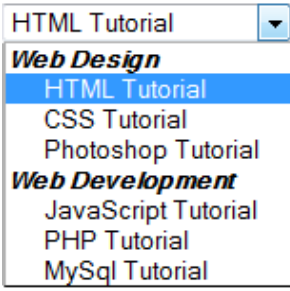 HTML Tutorial
Web Design
HTML Tutorial
CSS Tutorial
Photoshop Tutorial
Web Development
JavaScript Tutorial
PHP Tutorial
MySql Tutorial